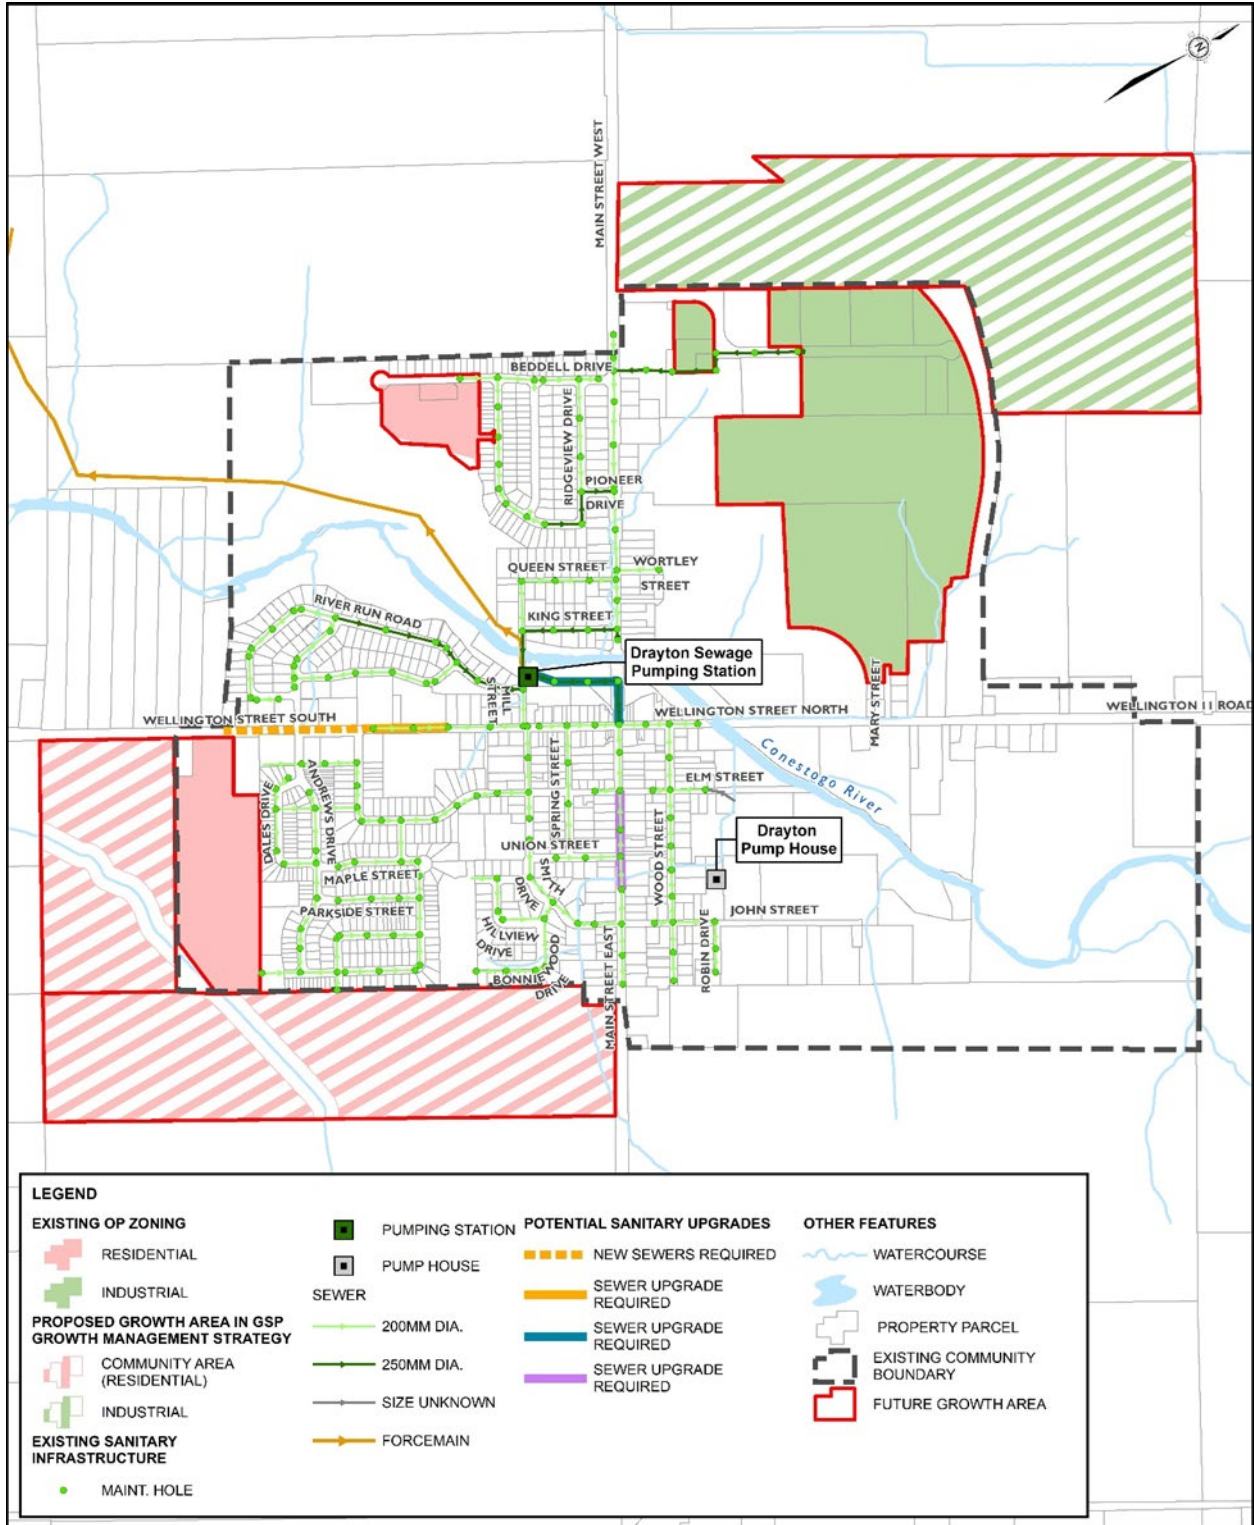 N
MAIN STREET WEST
BEDDELL DRIVE
RIDGEVIEW DRIVE
PIONEER
DRIVE
QUEEN STREET
WORTLEY
STREET
KING STREET
RIVER RUN ROAD
Drayton Sewage
Pumping Station
MILL
STREET
MARY STREET
WELLINGTON STREET SOUTH
WELLINGTON STREET NORTH
WELLINGTON 11 ROAD
Conestogo River
ELM STREET
DALES DRIVE
ANDREWS DRIVE
SPRING STREET
WOOD STREET
Drayton
Pump House
UNION STREET
MAPLE STREET
SMITH
DRIVE
PARKSIDE STREET
JOHN STREET
HILLVIEW
DRIVE
ROBIN DRIVE
BONNIEWOOD
DRIVE
MAIN STREET EAST
LEGEND
EXISTING OP ZONING
RESIDENTIAL
INDUSTRIAL
PROPOSED GROWTH AREA IN GSP
GROWTH MANAGEMENT STRATEGY
COMMUNITY AREA
(RESIDENTIAL)
INDUSTRIAL
EXISTING SANITARY
INFRASTRUCTURE
MAINT. HOLE
PUMPING STATION
PUMP HOUSE
SEWER
200MM DIA.
250MM DIA.
SIZE UNKNOWN
FORCEMAIN
POTENTIAL SANITARY UPGRADES
NEW SEWERS REQUIRED
SEWER UPGRADE
REQUIRED
SEWER UPGRADE
REQUIRED
SEWER UPGRADE
REQUIRED
OTHER FEATURES
WATERCOURSE
WATERBODY
PROPERTY PARCEL
EXISTING COMMUNITY
BOUNDARY
FUTURE GROWTH AREA